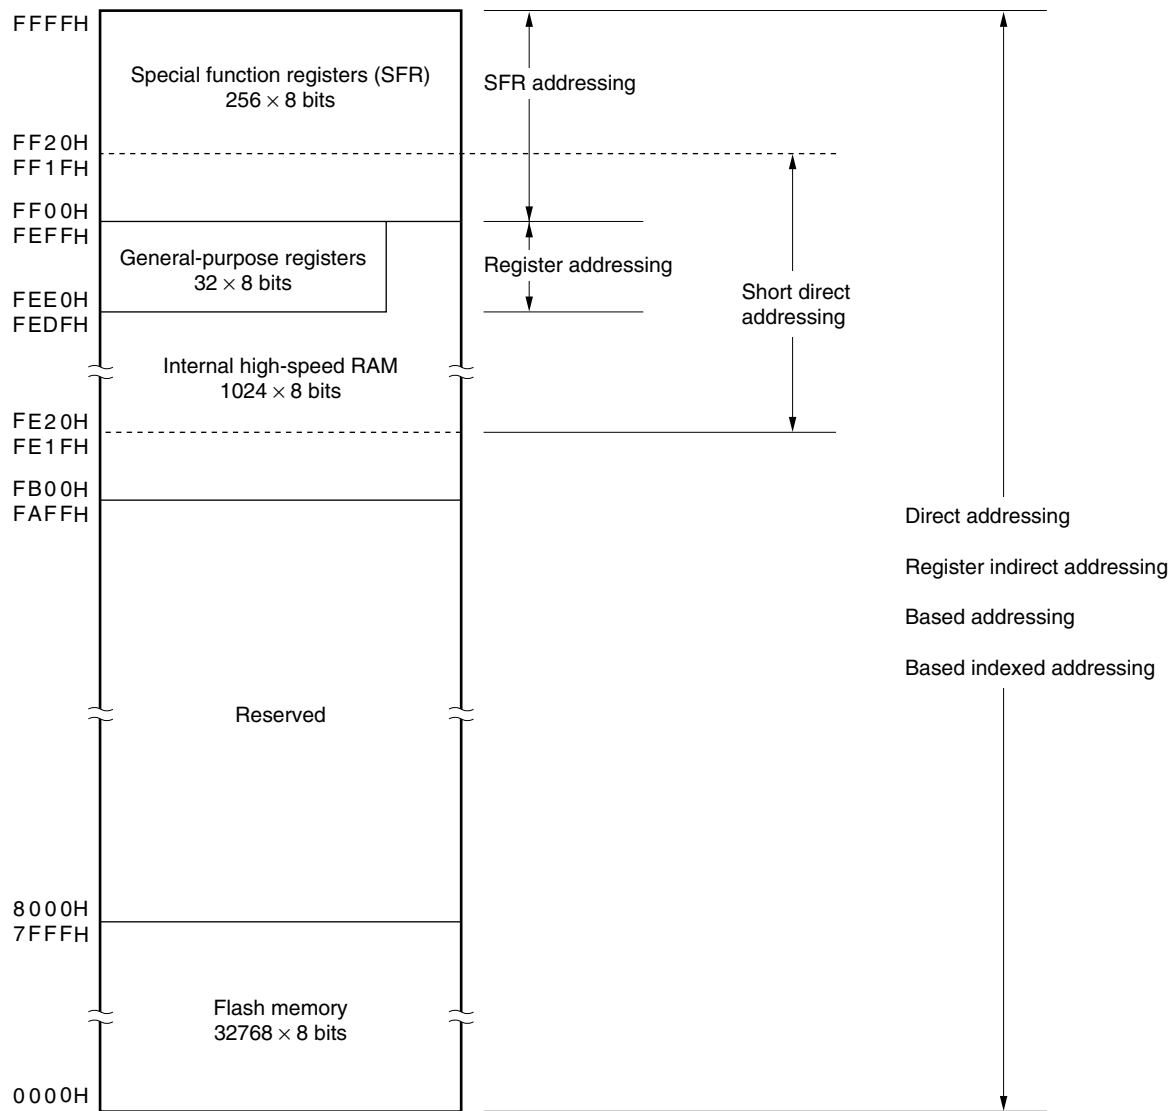 FFFFH
Special function registers (SFR)
256 × 8 bits
SFR addressing
FF20H
FF1FH
FF00H
FEFFH
General-purpose registers
32 × 8 bits
Register addressing
Short direct
addressing
FEE0H
FEDFH
Internal high-speed RAM
1024 × 8 bits
FE20H
FE1FH
FB00H
FAFFH
Direct addressing
Register indirect addressing
Based addressing
Based indexed addressing
Reserved
8000H
7FFFH
Flash memory
32768 × 8 bits
0000H